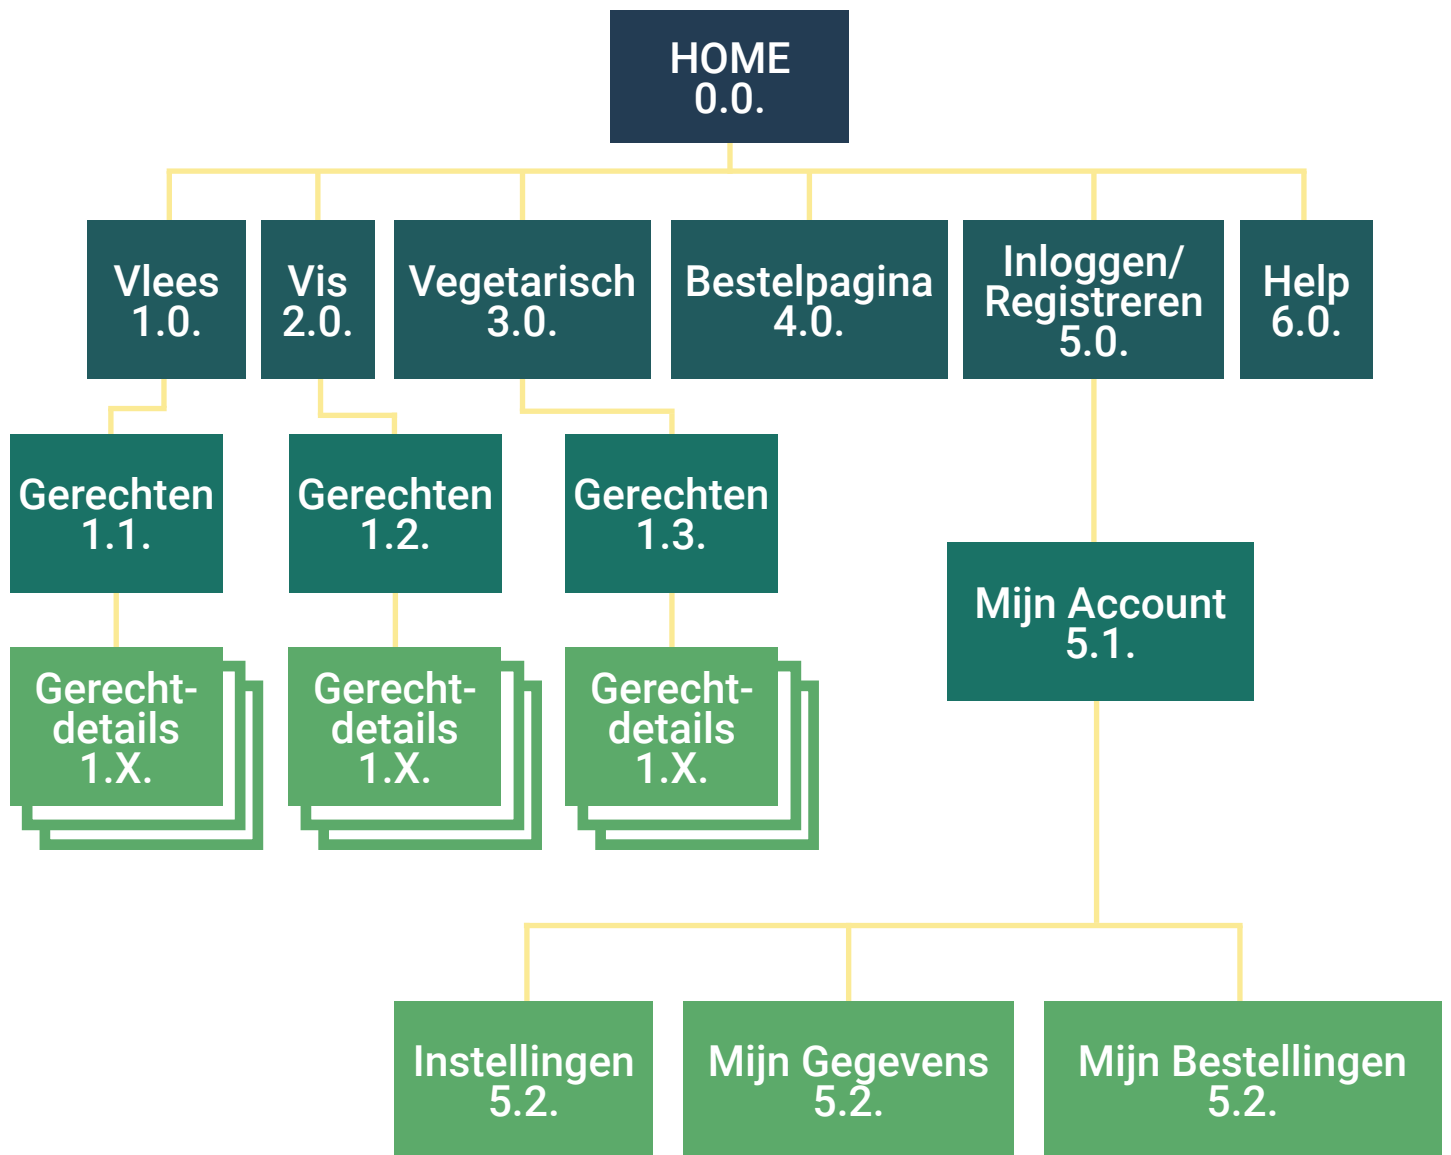 HOME
0.0.
Vlees
1.0.
Vis
2.0.
Vegetarisch
3.0.
Bestelpagina
4.0.
Inloggen/
Registreren
5.0.
Help
6.0.
Gerechten
1.1.
Gerechten
1.2.
Gerechten
1.3.
Mijn Account
5.1.
Gerecht-
details
1.X.
Gerecht-
details
1.X.
Gerecht-
details
1.X.
Instellingen
5.2.
Mijn Gegevens
5.2.
Mijn Bestellingen
5.2.